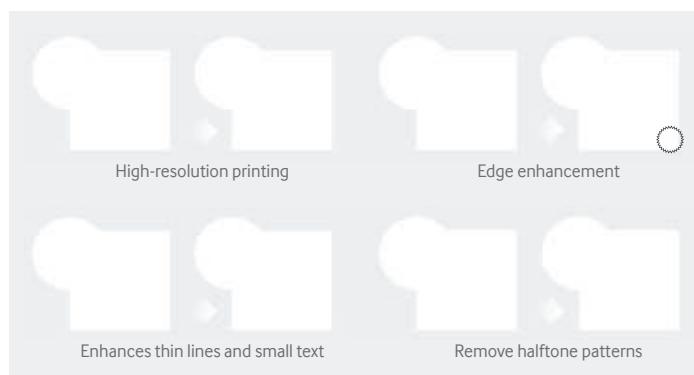 High-resolution printing
Edge enhancement
Enhances thin lines and small text
Remove halftone patterns